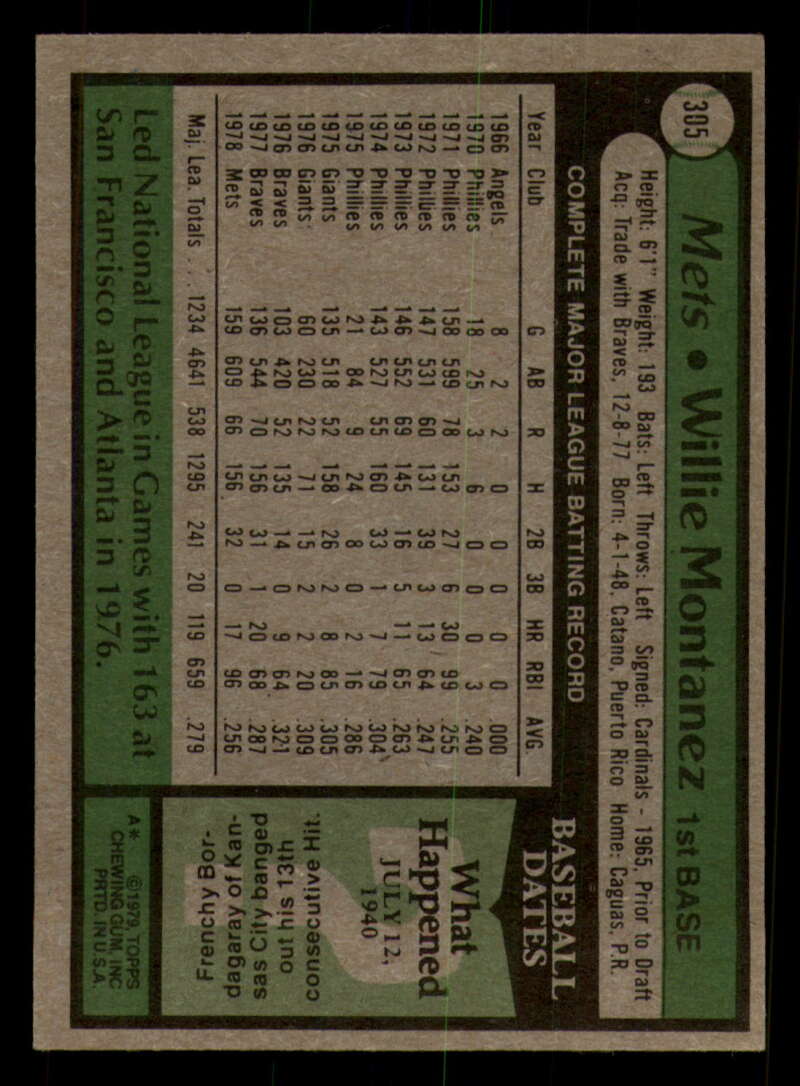 305
Mets • Willie Montanez 1st BASE
Height: 6'1" Weight: 193 Bats: Left Throws: Left Signed: Cardinals - 1965, Prior to Draft
Acq: Trade with Braves, 12-8-77 Born: 4-1-48, Catano, Puerto Rico Home: Caguas, P.R.
COMPLETE MAJOR LEAGUE BATTING RECORD
Year Club G AB R H 2B 3B HR RBI AVG
1966 Angels 8 2 2 0 0 0 0 0 .000
1970 Phillies 18 25 3 6 0 0 0 3 .240
1971 Phillies 158 599 78 153 27 6 30 99 .255
1972 Phillies 147 531 60 131 39 3 13 64 .247
1973 Phillies 146 552 69 145 16 5 11 65 .263
1974 Phillies 143 527 55 160 33 1 7 79 .304
1975 Phillies 21 84 9 24 8 0 2 16 .286
1975 Giants 135 518 52 158 26 2 8 85 .305
1976 Giants 60 230 22 71 15 2 2 20 .309
1976 Braves 103 420 52 135 14 0 9 64 .321
1977 Braves 136 544 70 156 31 1 20 68 .287
1978 Mets 159 609 66 156 32 0 17 96 .256
Maj. Lea. Totals . . . 1234 4641 538 1295 241 20 119 659 .279
Led National League in Games with 163 at
San Francisco and Atlanta in 1976.
BASEBALL
DATES
What
Happened
JULY 12,
1940
Frenchy Bor-
dagaray of Kan-
sas City banged
out his 13th
consecutive Hit.
A* ©1979, TOPPS
CHEWING GUM, INC
PRTD. IN U.S.A.